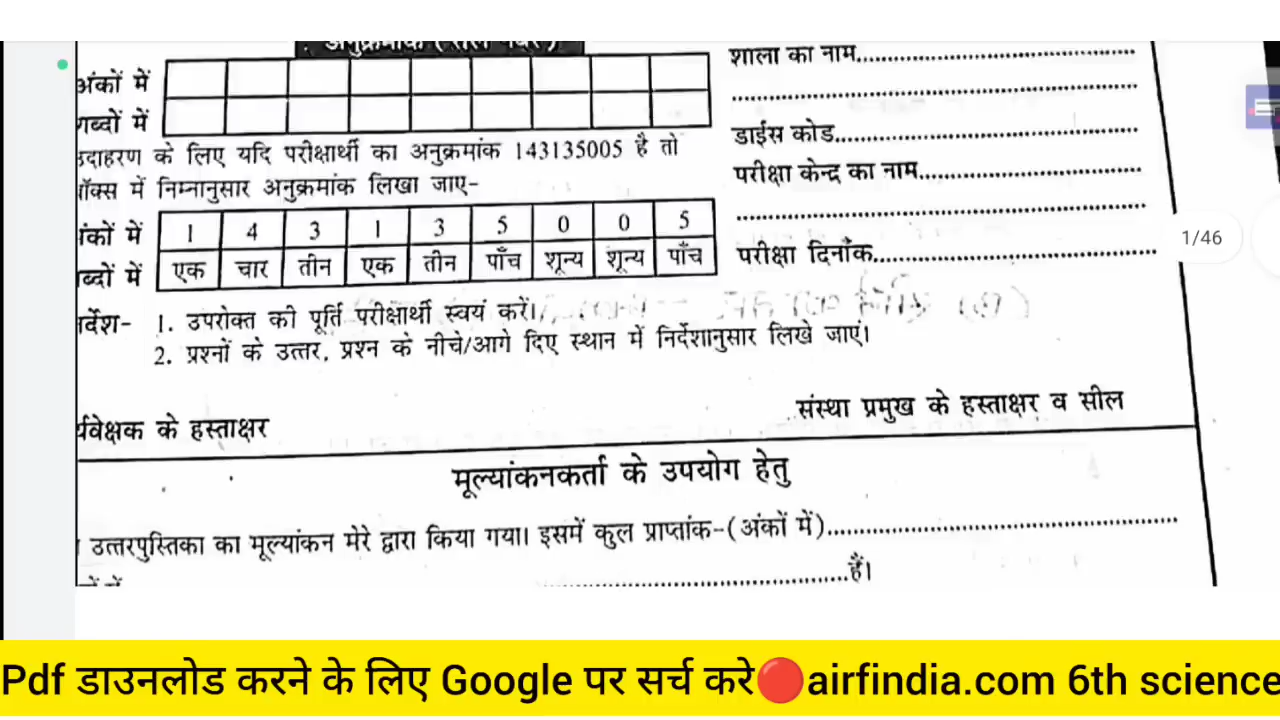 अनुक्रमांक ( रोल नंबर )
अंकों में
शब्दों में
शाला का नाम
डाईस कोड
परीक्षा केन्द्र का नाम
परीक्षा दिनाँक
उदाहरण के लिए यदि परीक्षार्थी का अनुक्रमांक 143135005 है तो
बॉक्स में निम्नानुसार अनुक्रमांक लिखा जाए-
अंकों में 1 4 3 1 3 5 0 0 5
शब्दों में एक चार तीन एक तीन पाँच शून्य शून्य पाँच
1/46
निर्देश- 1. उपरोक्त की पूर्ति परीक्षार्थी स्वयं करें।
2. प्रश्नों के उत्तर, प्रश्न के नीचे/आगे दिए स्थान में निर्देशानुसार लिखे जाएं।
पर्यवेक्षक के हस्ताक्षर
संस्था प्रमुख के हस्ताक्षर व सील
मूल्यांकनकर्ता के उपयोग हेतु
उत्तरपुस्तिका का मूल्यांकन मेरे द्वारा किया गया। इसमें कुल प्राप्तांक-(अंकों में)
हैं।
Pdf डाउनलोड करने के लिए Google पर सर्च करे🔴airfindia.com 6th science